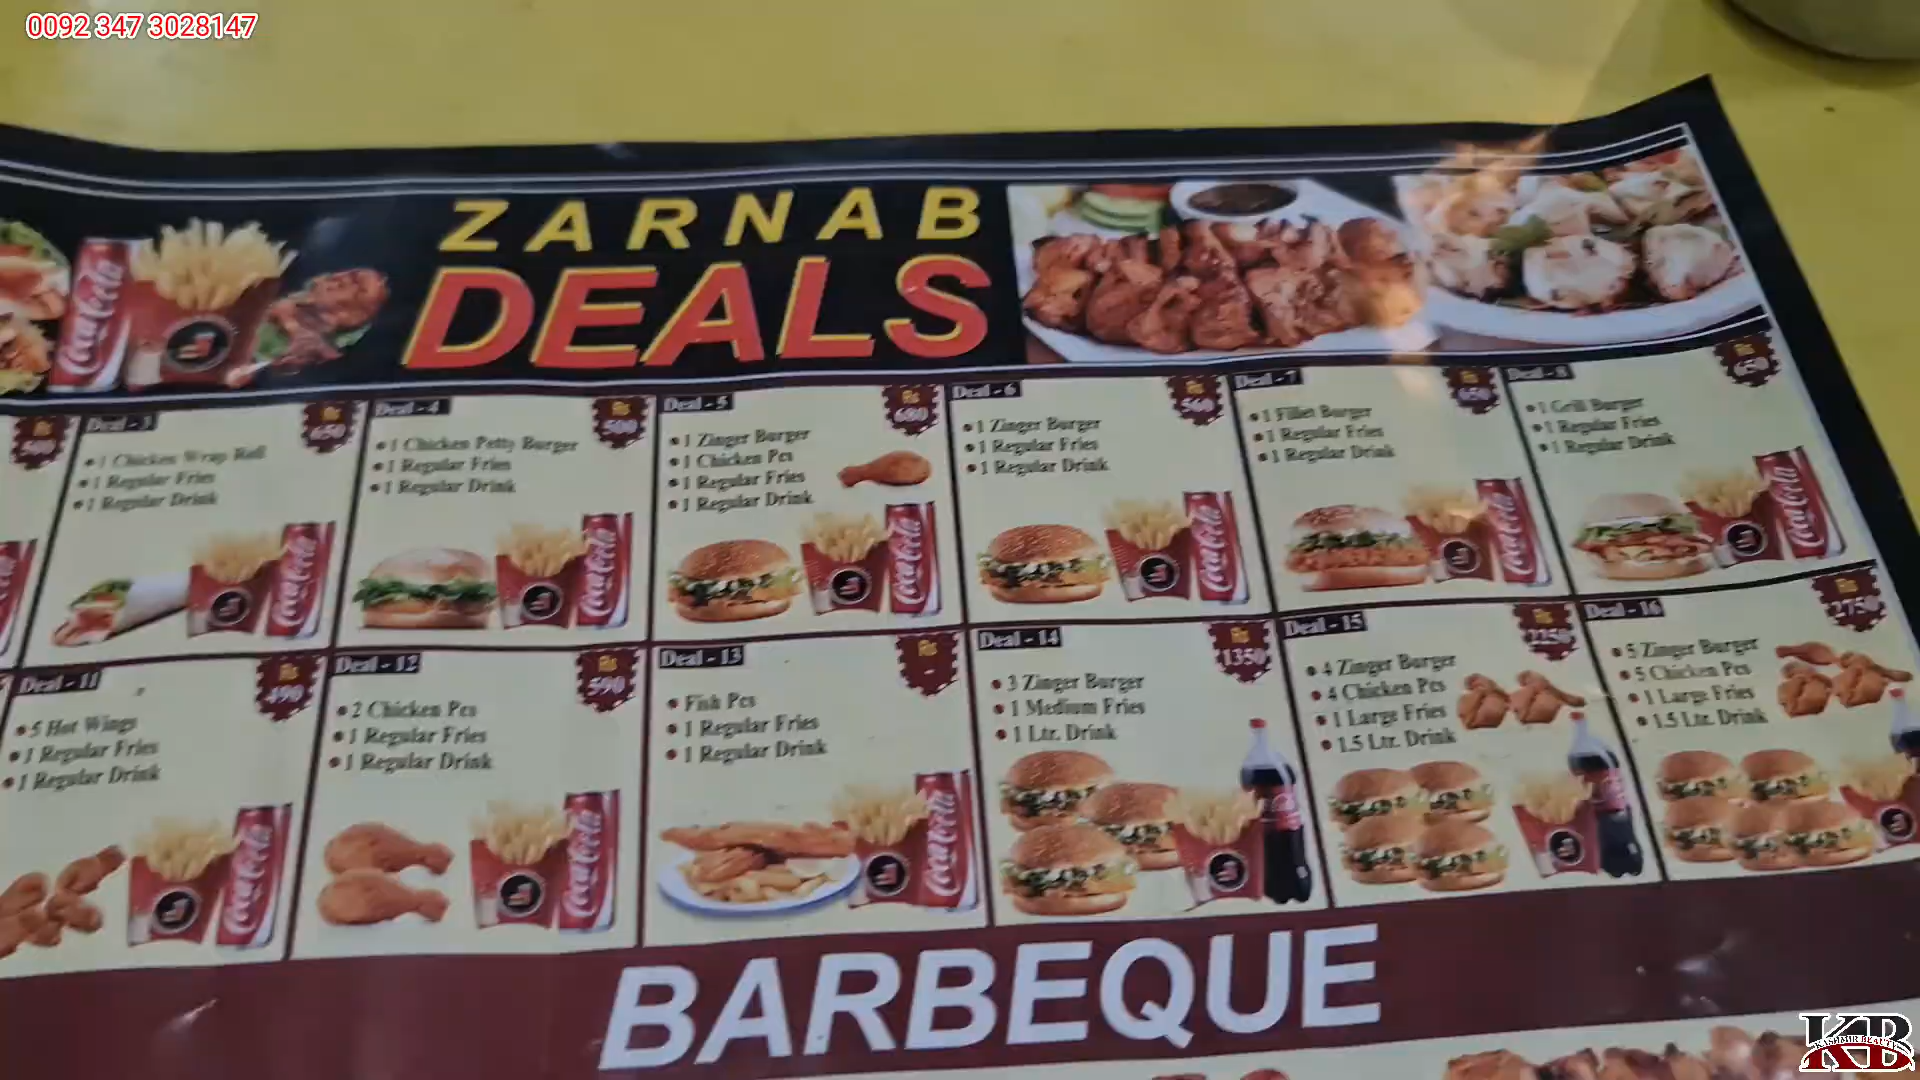 0092 347 3028147
ZARNAB
DEALS
Deal - 3
Rs
650
1 Chicken Wrap Roll
1 Regular Fries
1 Regular Drink
Deal - 4
Rs
500
1 Chicken Petty Burger
1 Regular Fries
1 Regular Drink
Deal - 5
Rs
680
1 Zinger Burger
1 Chicken Pcs
1 Regular Fries
1 Regular Drink
Deal - 6
Rs
560
1 Zinger Burger
1 Regular Fries
1 Regular Drink
Deal - 7
Rs
650
1 Fillet Burger
1 Regular Fries
1 Regular Drink
Deal - 8
Rs
650
1 Grill Burger
1 Regular Fries
1 Regular Drink
Deal - 11
Rs
490
5 Hot Wings
1 Regular Fries
1 Regular Drink
Deal - 12
Rs
590
2 Chicken Pcs
1 Regular Fries
1 Regular Drink
Deal - 13
Rs
-
Fish Pcs
1 Regular Fries
1 Regular Drink
Deal - 14
Rs
1350
3 Zinger Burger
1 Medium Fries
1 Ltr. Drink
Deal - 15
Rs
2250
4 Zinger Burger
4 Chicken Pcs
1 Large Fries
1.5 Ltr. Drink
Deal - 16
Rs
2750
5 Zinger Burger
5 Chicken Pcs
1 Large Fries
1.5 Ltr. Drink
BARBEQUE
KB
KASHMIR BEAUTY